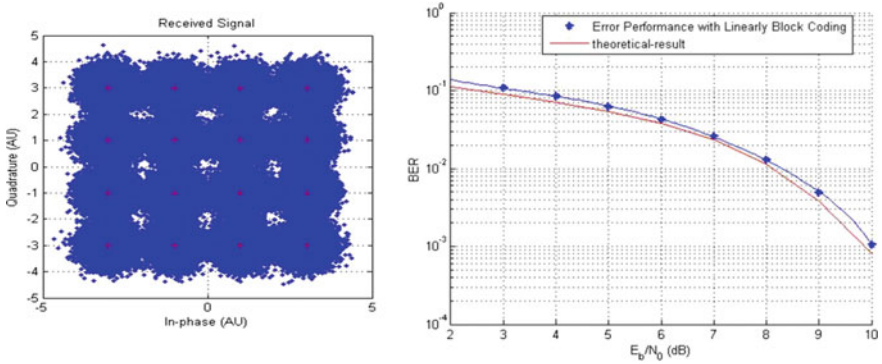 Received Signal
5
4
3
2
1
0
-1
-2
-3
-4
-5
-5 0 5
Quadrature (AU)
In-phase (AU)
10^0
10^-1
10^-2
10^-3
10^-4
2 3 4 5 6 7 8 9 10
BER
E_b/N_0 (dB)
Error Performance with Linearly Block Coding
theoretical-result